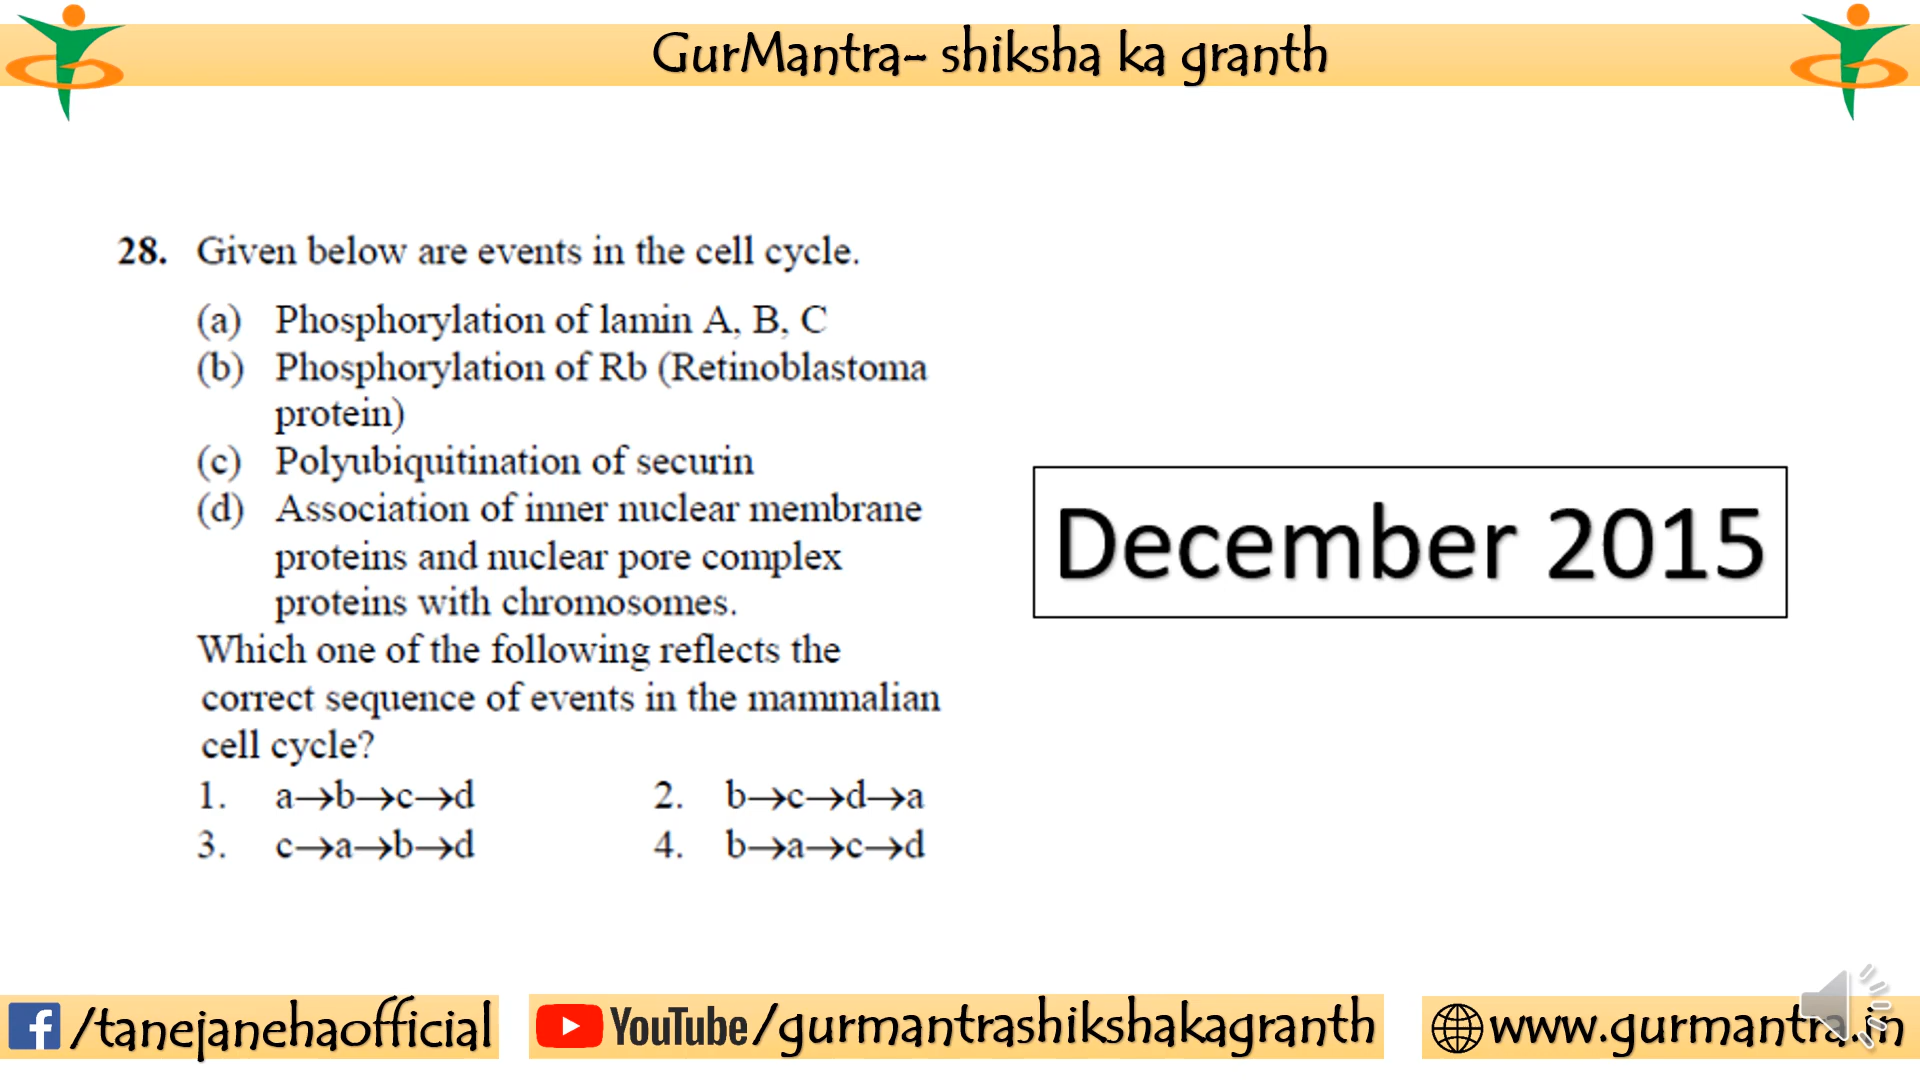 GurMantra- shiksha ka granth
28. Given below are events in the cell cycle.
(a) Phosphorylation of lamin A, B, C
(b) Phosphorylation of Rb (Retinoblastoma
protein)
(c) Polyubiquitination of securin
(d) Association of inner nuclear membrane
proteins and nuclear pore complex
proteins with chromosomes.
Which one of the following reflects the
correct sequence of events in the mammalian
cell cycle?
1. a→b→c→d 2. b→c→d→a
3. c→a→b→d 4. b→a→c→d
December 2015
/tanejanehaofficial
YouTube/gurmantrashikshakagranth
www.gurmantra.in